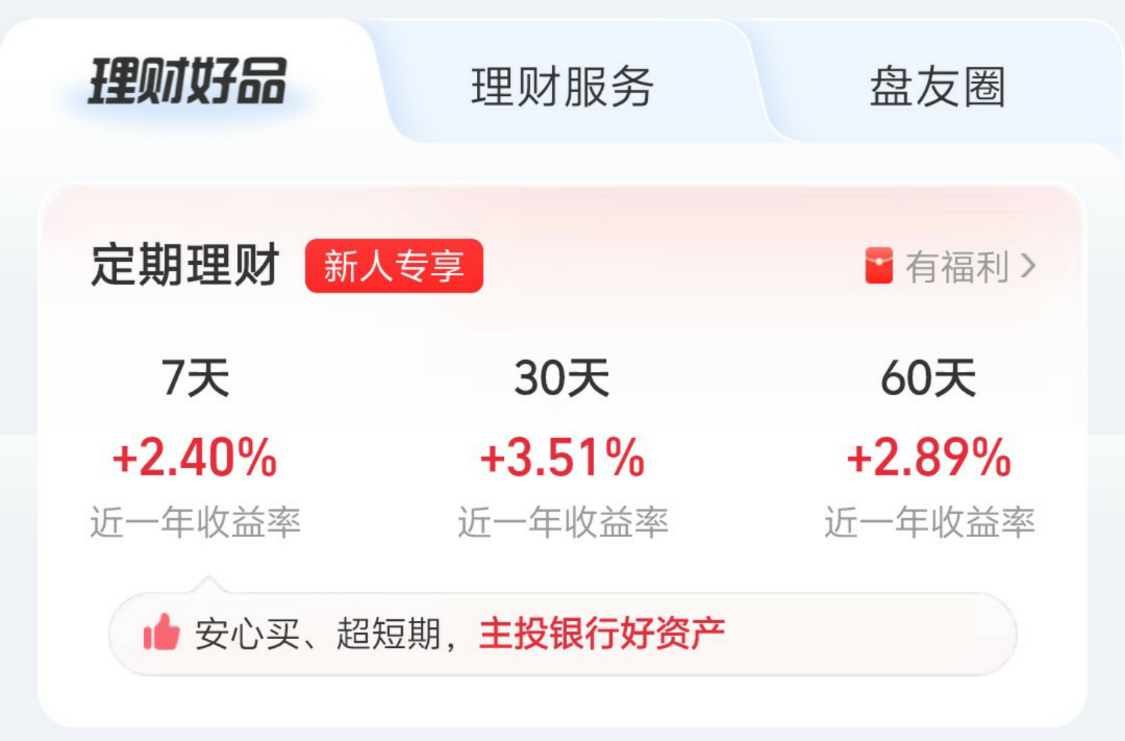 理财好品 理财服务 盘友圈
定期理财 新人专享 有福利
7天 30天 60天
+2.40% +3.51% +2.89%
近一年收益率 近一年收益率 近一年收益率
安心买、超短期，主投银行好资产